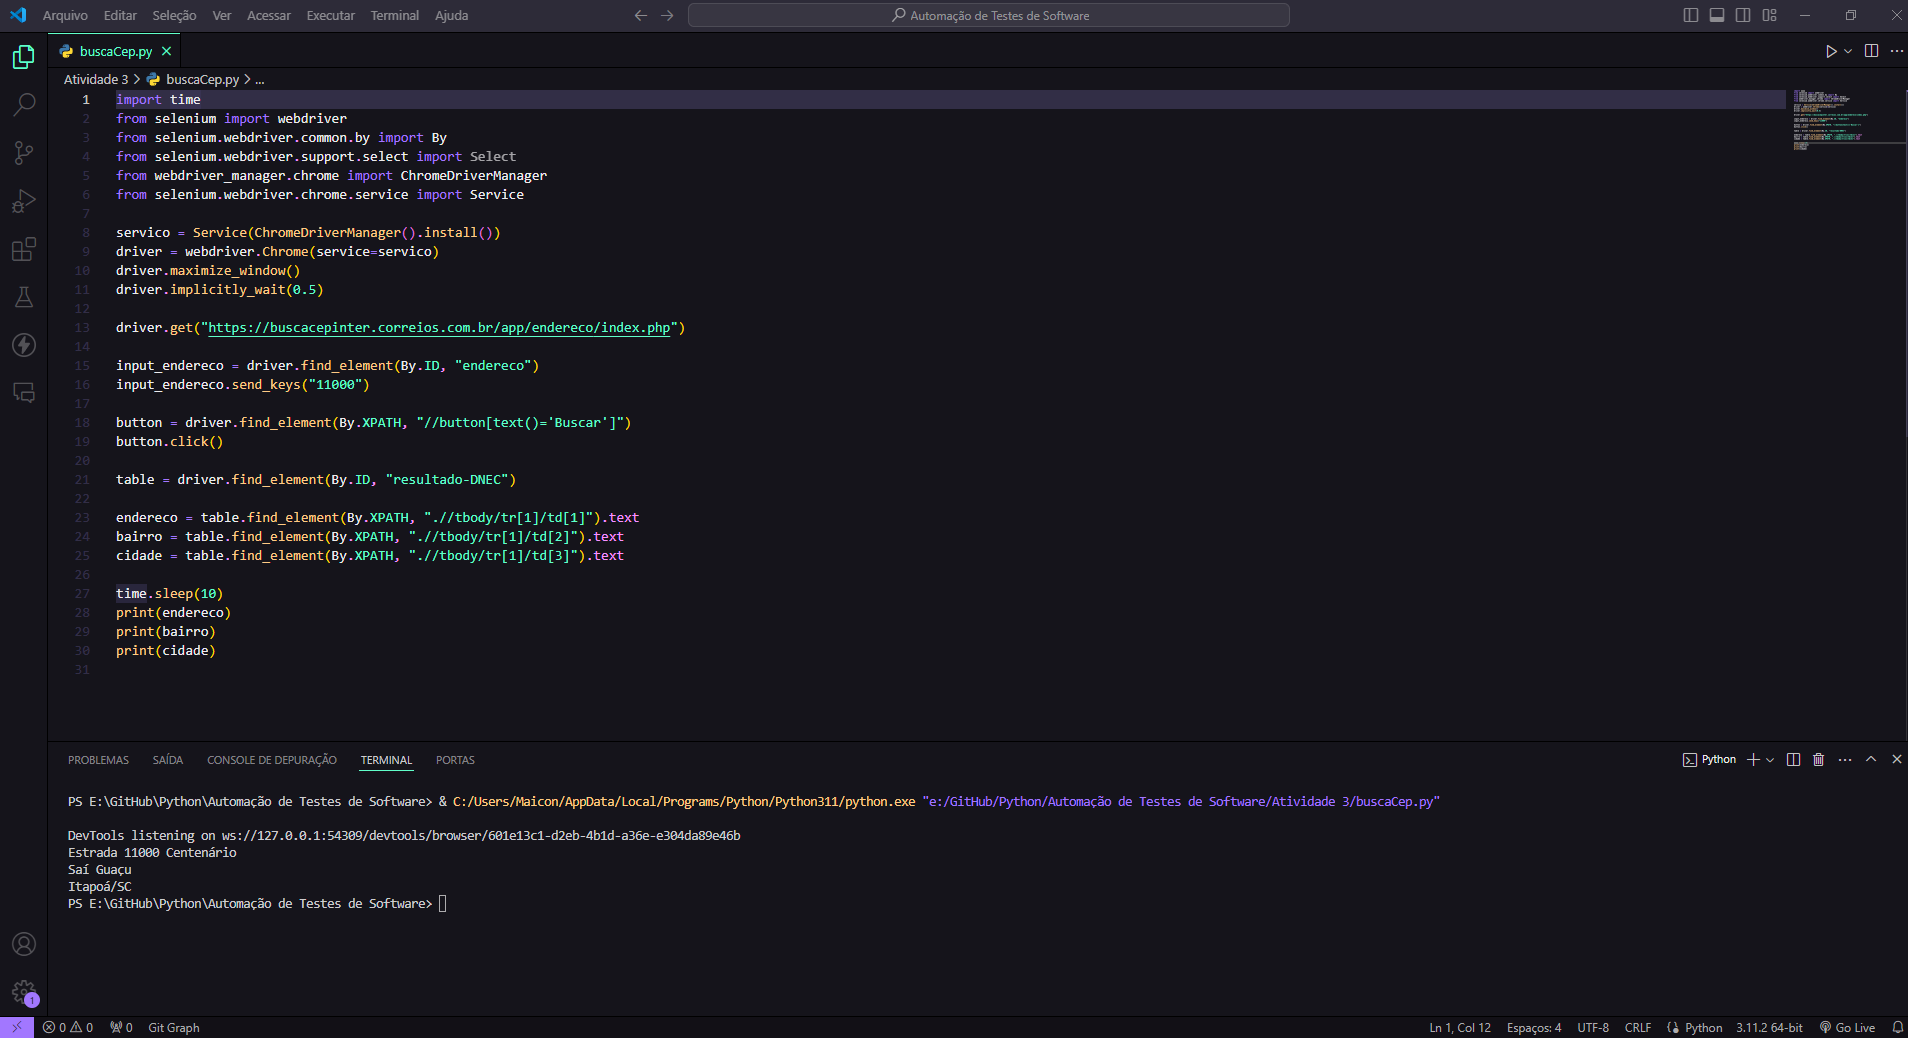 Arquivo Editar Seleção Ver Acessar Executar Terminal Ajuda
Automação de Testes de Software
buscaCep.py
Atividade 3 > buscaCep.py > ...
1 import time
2 from selenium import webdriver
3 from selenium.webdriver.common.by import By
4 from selenium.webdriver.support.select import Select
5 from webdriver_manager.chrome import ChromeDriverManager
6 from selenium.webdriver.chrome.service import Service
7
8 servico = Service(ChromeDriverManager().install())
9 driver = webdriver.Chrome(service=servico)
10 driver.maximize_window()
11 driver.implicitly_wait(0.5)
12
13 driver.get("https://buscacepinter.correios.com.br/app/endereco/index.php")
14
15 input_endereco = driver.find_element(By.ID, "endereco")
16 input_endereco.send_keys("11000")
17
18 button = driver.find_element(By.XPATH, "//button[text()='Buscar']")
19 button.click()
20
21 table = driver.find_element(By.ID, "resultado-DNEC")
22
23 endereco = table.find_element(By.XPATH, ".//tbody/tr[1]/td[1]").text
24 bairro = table.find_element(By.XPATH, ".//tbody/tr[1]/td[2]").text
25 cidade = table.find_element(By.XPATH, ".//tbody/tr[1]/td[3]").text
26
27 time.sleep(10)
28 print(endereco)
29 print(bairro)
30 print(cidade)
31
PROBLEMAS SAÍDA CONSOLE DE DEPURAÇÃO TERMINAL PORTAS
Python
PS E:\GitHub\Python\Automação de Testes de Software> & C:/Users/Maicon/AppData/Local/Programs/Python/Python311/python.exe "e:/GitHub/Python/Automação de Testes de Software/Atividade 3/buscaCep.py"
DevTools listening on ws://127.0.0.1:54309/devtools/browser/601e13c1-d2eb-4b1d-a36e-e304da89e46b
Estrada 11000 Centenário
Saí Guaçu
Itapoá/SC
PS E:\GitHub\Python\Automação de Testes de Software>
1
0 0 0 Git Graph
Ln 1, Col 12 Espaços: 4 UTF-8 CRLF Python 3.11.2 64-bit Go Live